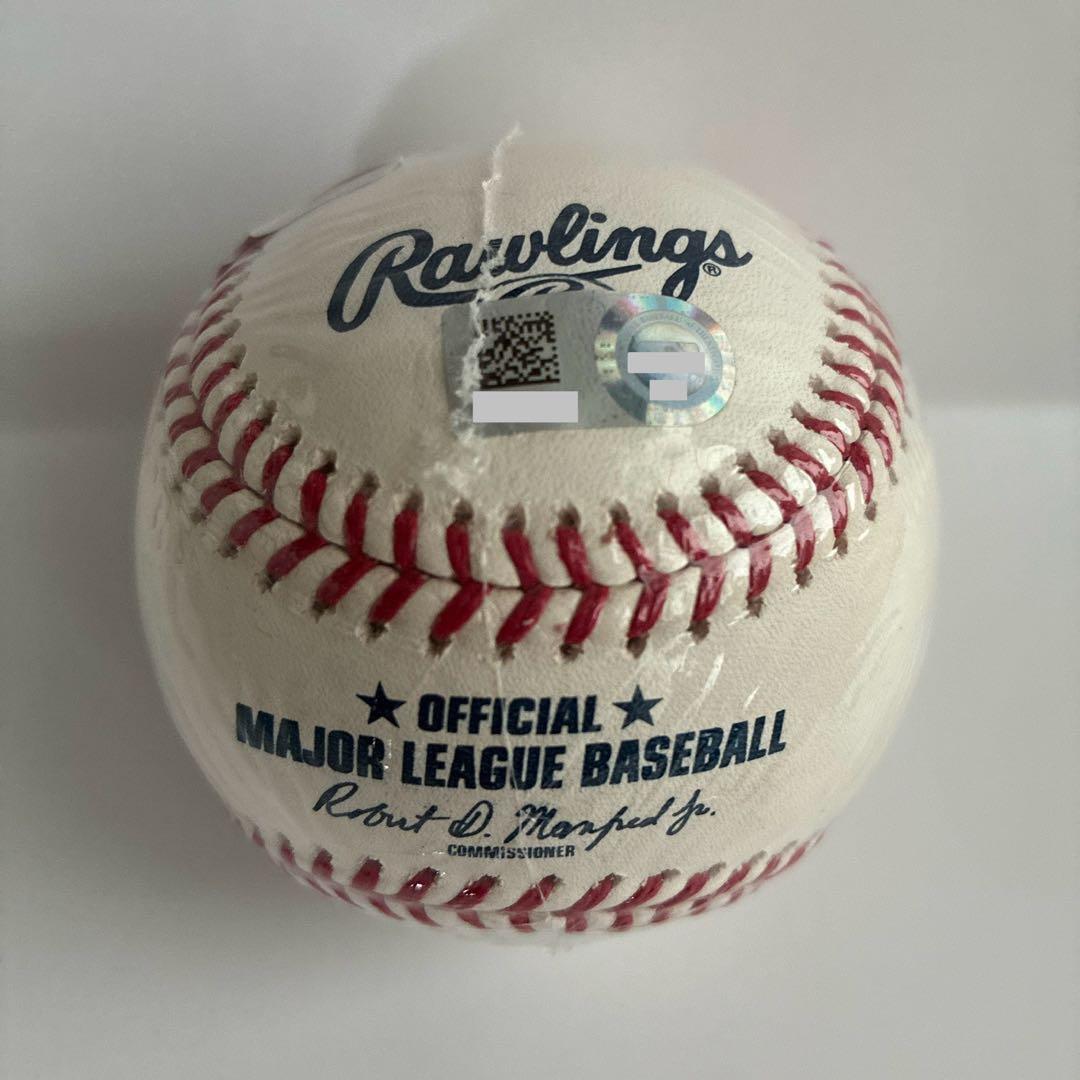 Rawlings®
★ OFFICIAL ★
MAJOR LEAGUE BASEBALL
Robert D. Manfred Jr.
COMMISSIONER